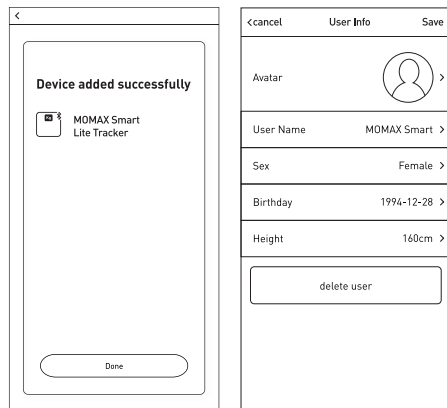 <
Device added successfully
MOMAX Smart
Lite Tracker
Done
<cancel User Info Save
Avatar >
User Name MOMAX Smart >
Sex Female >
Birthday 1994-12-28 >
Height 160cm >
delete user